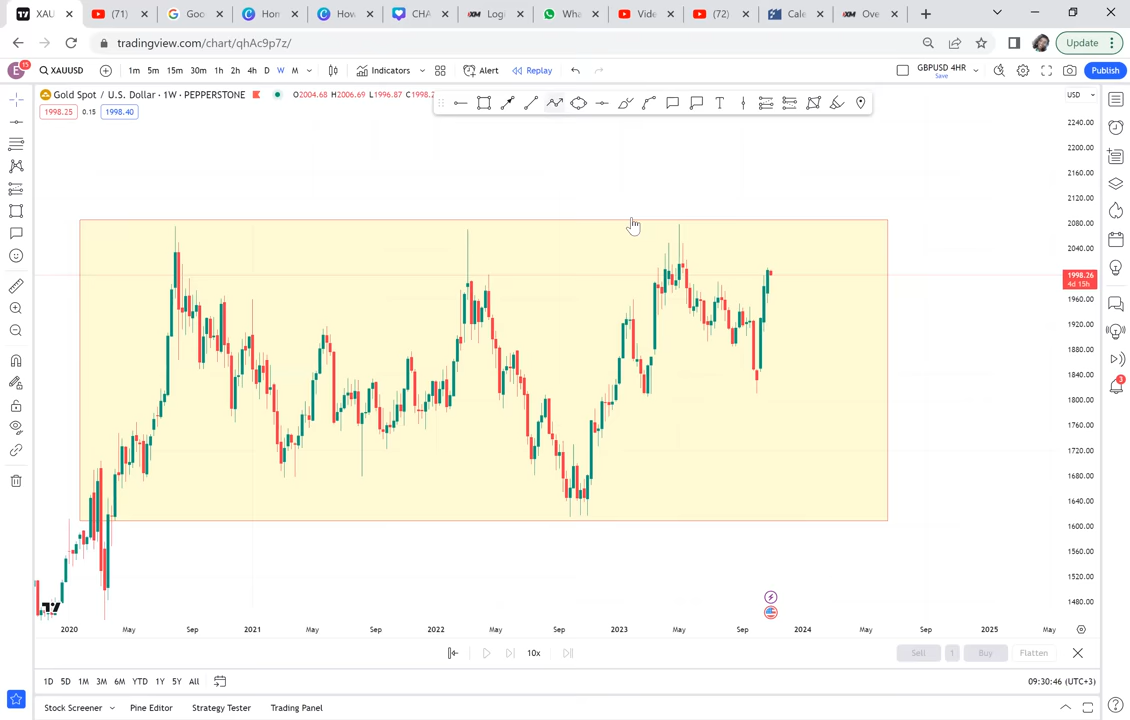 XAU
(71)
Goo
Hon
How
CHA
Logi
Wha
Vide
(72)
Cale
Ove
tradingview.com/chart/qhAc9p7z/
Update
E
15
XAUUSD
1m 5m 15m 30m 1h 2h 4h D W M
Indicators
Alert
Replay
GBPUSD 4HR
Save
Publish
Gold Spot / U.S. Dollar · 1W · PEPPERSTONE
O2004.68 H2006.69 L1996.87 C1998.2
USD
1998.25 0.15 1998.40
2240.00
2200.00
2160.00
2120.00
2080.00
2040.00
1998.26
4d 15h
1960.00
1920.00
1880.00
1840.00
1800.00
1760.00
1720.00
1680.00
1640.00
1600.00
1560.00
1520.00
1480.00
3
2020 May Sep 2021 May Sep 2022 May Sep 2023 May Sep 2024 May Sep 2025 May
10x
Sell 1 Buy Flatten
1D 5D 1M 3M 6M YTD 1Y 5Y All
09:30:46 (UTC+3)
Stock Screener Pine Editor Strategy Tester Trading Panel